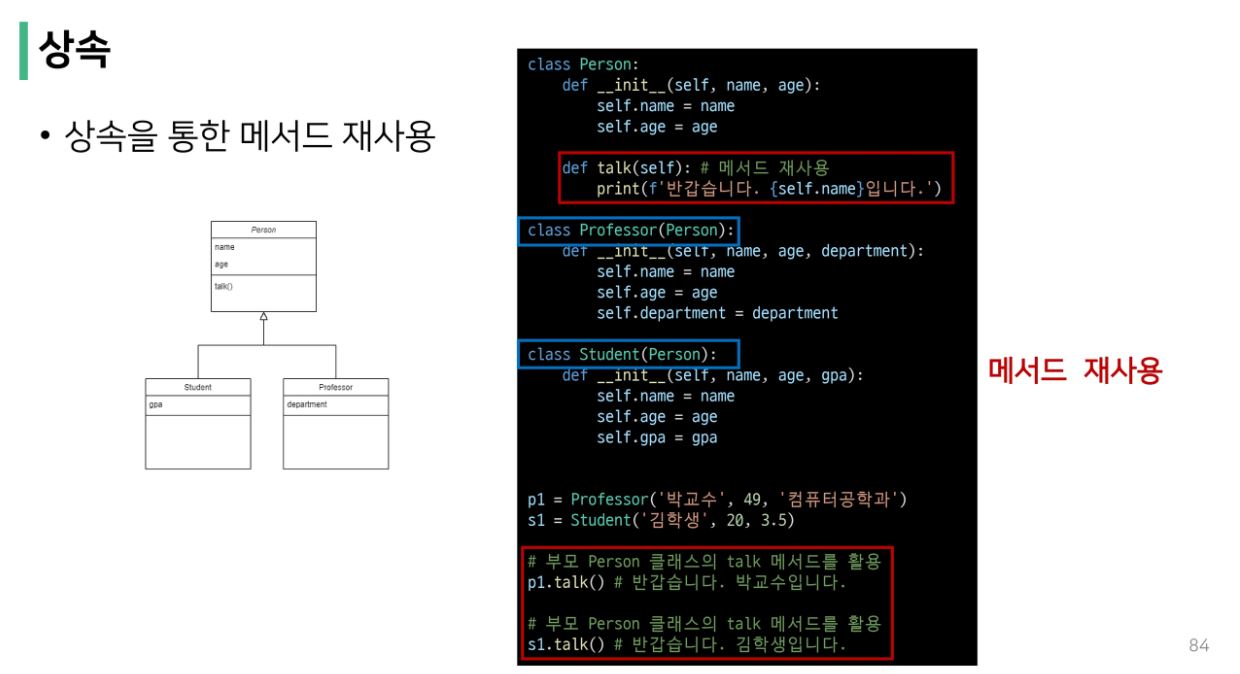 상속
• 상속을 통한 메서드 재사용
Person
name
age
talk()
Student
gpa
Professor
department
class Person:
    def __init__(self, name, age):
        self.name = name
        self.age = age
    def talk(self): # 메서드 재사용
        print(f'반갑습니다. {self.name}입니다.')
class Professor(Person):
    def __init__(self, name, age, department):
        self.name = name
        self.age = age
        self.department = department
class Student(Person):
    def __init__(self, name, age, gpa):
        self.name = name
        self.age = age
        self.gpa = gpa
p1 = Professor('박교수', 49, '컴퓨터공학과')
s1 = Student('김학생', 20, 3.5)
# 부모 Person 클래스의 talk 메서드를 활용
p1.talk() # 반갑습니다. 박교수입니다.
# 부모 Person 클래스의 talk 메서드를 활용
s1.talk() # 반갑습니다. 김학생입니다.
메서드 재사용
84